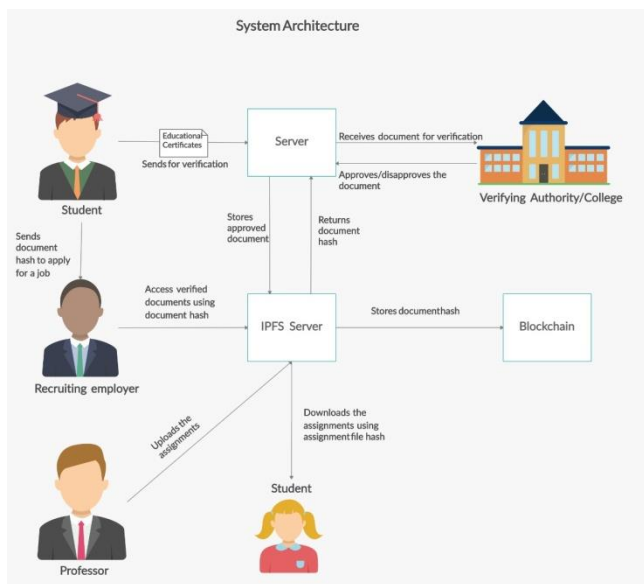 System Architecture
Educational
Certificates
Sends for verification
Server
Receives document for verification
Approves/disapproves the
document
Student
Verifying Authority/College
Sends
document
hash to apply
for a job
Stores
approved
document
Returns
document
hash
Access verified
documents using
document hash
IPFS Server
Stores documenthash
Blockchain
Recruiting employer
Uploads the
assignments
Downloads the
assignments using
assignment file hash
Student
Professor